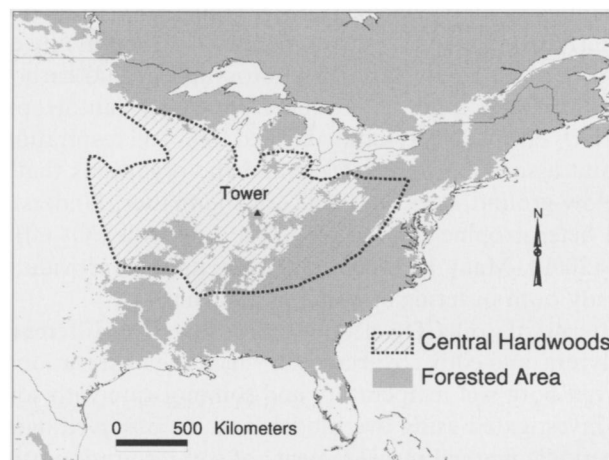 Tower
N
Central Hardwoods
Forested Area
0 500 Kilometers